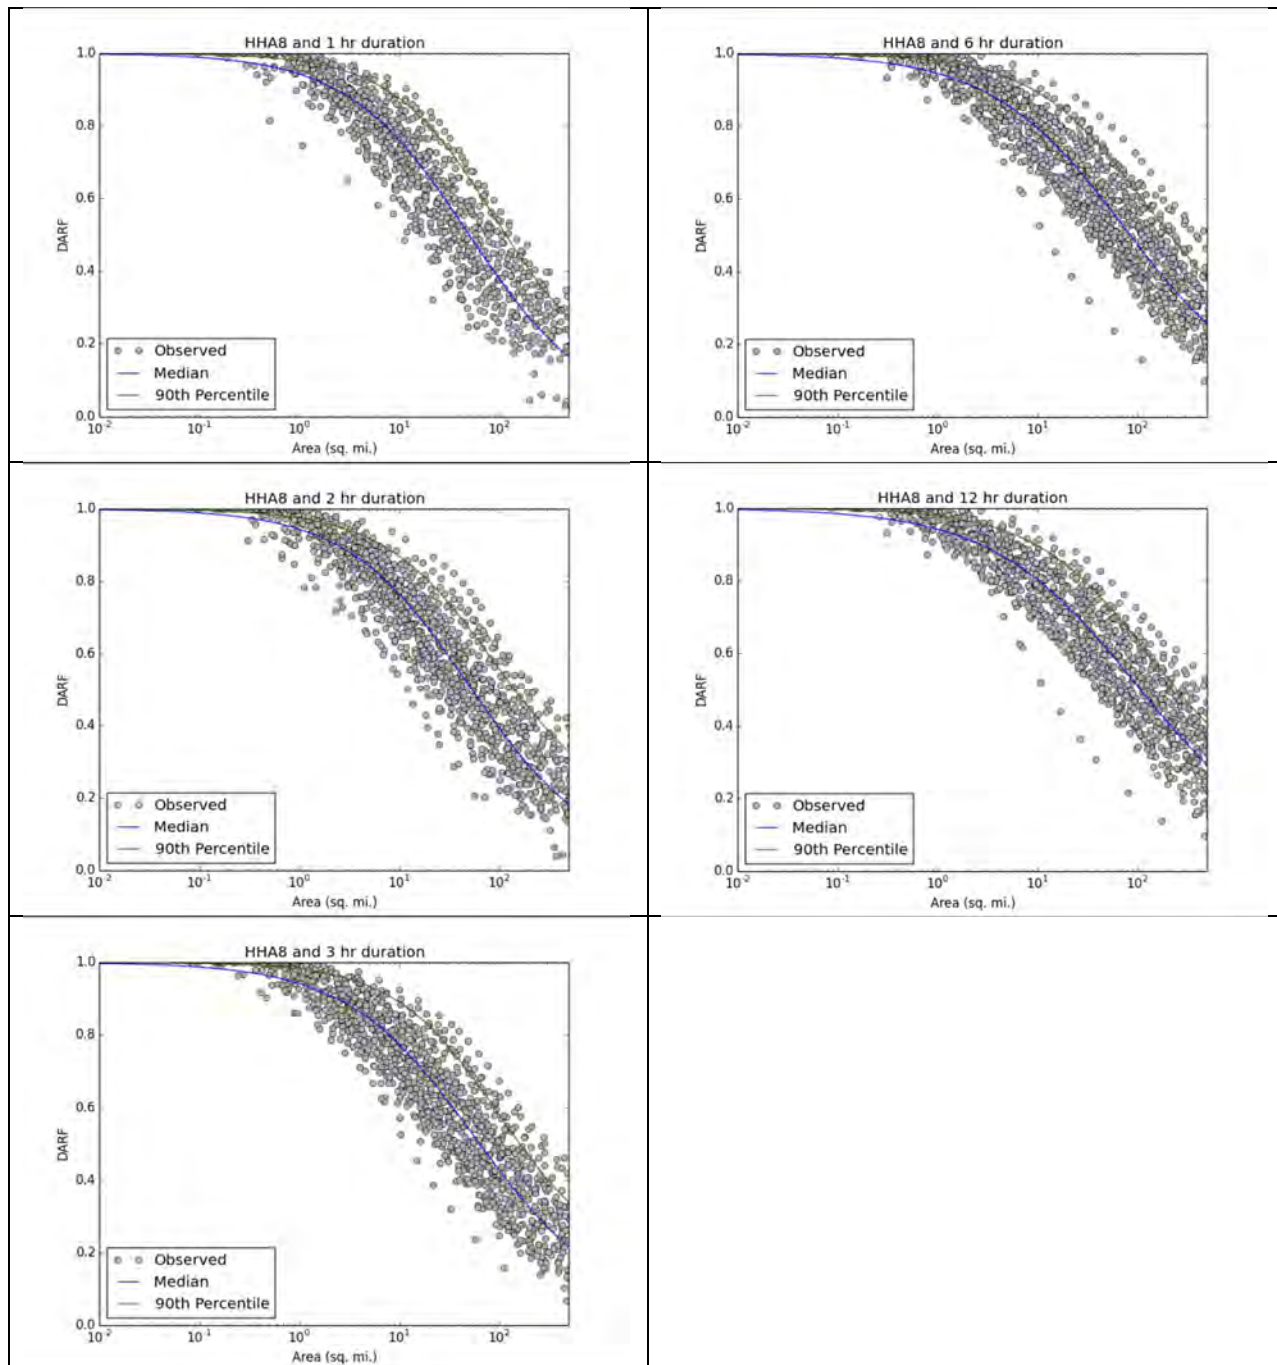 HHA8 and 1 hr duration
1.0
0.8
0.6
0.4
0.2
0.0
DARF
Observed
Median
90th Percentile
10-2 10-1 100 101 102
Area (sq. mi.)
HHA8 and 6 hr duration
1.0
0.8
0.6
0.4
0.2
0.0
DARF
Observed
Median
90th Percentile
10-2 10-1 100 101 102
Area (sq. mi.)
HHA8 and 2 hr duration
1.0
0.8
0.6
0.4
0.2
0.0
DARF
Observed
Median
90th Percentile
10-2 10-1 100 101 102
Area (sq. mi.)
HHA8 and 12 hr duration
1.0
0.8
0.6
0.4
0.2
0.0
DARF
Observed
Median
90th Percentile
10-2 10-1 100 101 102
Area (sq. mi.)
HHA8 and 3 hr duration
1.0
0.8
0.6
0.4
0.2
0.0
DARF
Observed
Median
90th Percentile
10-2 10-1 100 101 102
Area (sq. mi.)